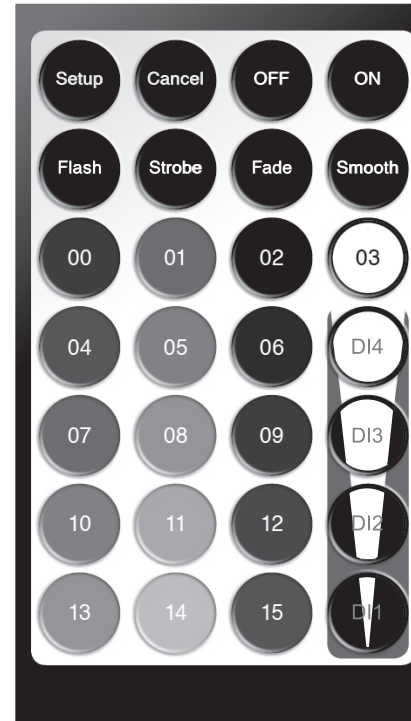 Setup Cancel OFF ON
Flash Strobe Fade Smooth
00 01 02 03
04 05 06 DI4
07 08 09 DI3
10 11 12 DI2
13 14 15 DI1